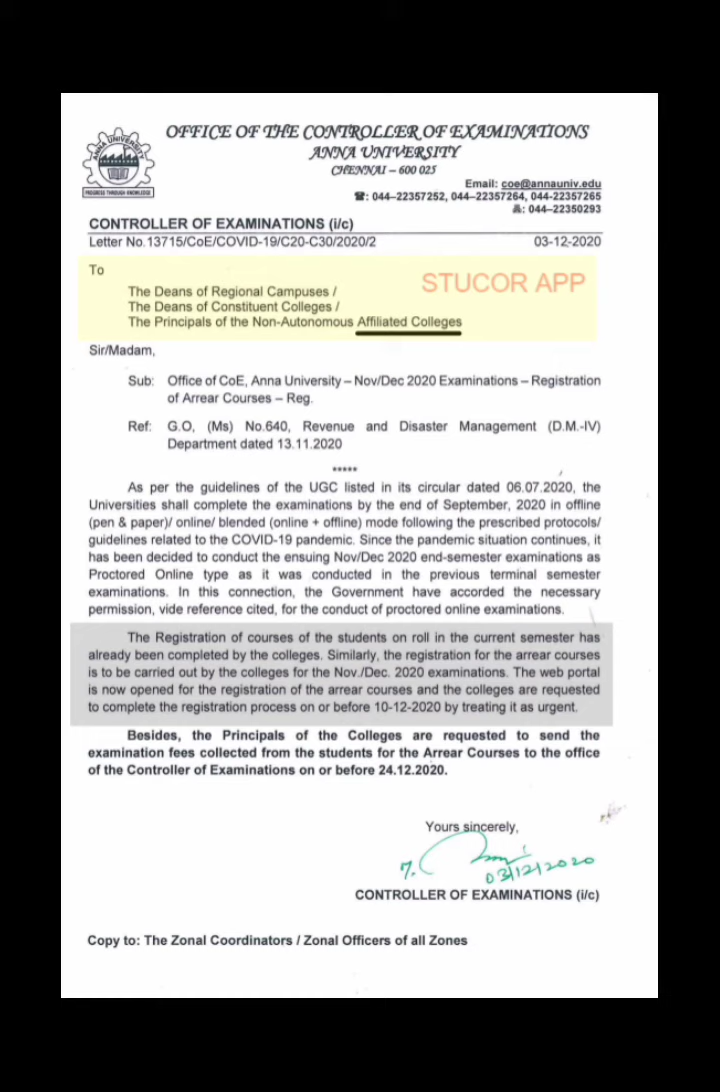 OFFICE OF THE CONTROLLER OF EXAMINATIONS
ANNA UNIVERSITY
CHENNAI – 600 025
ANNA UNIVERSITY
PROGRESS THROUGH KNOWLEDGE
Email: coe@annauniv.edu
☎: 044–22357252, 044–22357264, 044-22357265
: 044–22350293
CONTROLLER OF EXAMINATIONS (i/c)
Letter No.13715/CoE/COVID-19/C20-C30/2020/2 03-12-2020
To
STUCOR APP
The Deans of Regional Campuses /
The Deans of Constituent Colleges /
The Principals of the Non-Autonomous Affiliated Colleges
Sir/Madam,
Sub: Office of CoE, Anna University – Nov/Dec 2020 Examinations – Registration
of Arrear Courses – Reg.
Ref: G.O, (Ms) No.640, Revenue and Disaster Management (D.M.-IV)
Department dated 13.11.2020
*****
As per the guidelines of the UGC listed in its circular dated 06.07.2020, the
Universities shall complete the examinations by the end of September, 2020 in offline
(pen & paper)/ online/ blended (online + offline) mode following the prescribed protocols/
guidelines related to the COVID-19 pandemic. Since the pandemic situation continues, it
has been decided to conduct the ensuing Nov/Dec 2020 end-semester examinations as
Proctored Online type as it was conducted in the previous terminal semester
examinations. In this connection, the Government have accorded the necessary
permission, vide reference cited, for the conduct of proctored online examinations.
The Registration of courses of the students on roll in the current semester has
already been completed by the colleges. Similarly, the registration for the arrear courses
is to be carried out by the colleges for the Nov./Dec. 2020 examinations. The web portal
is now opened for the registration of the arrear courses and the colleges are requested
to complete the registration process on or before 10-12-2020 by treating it as urgent.
Besides, the Principals of the Colleges are requested to send the
examination fees collected from the students for the Arrear Courses to the office
of the Controller of Examinations on or before 24.12.2020.
Yours sincerely,
03/12/2020
CONTROLLER OF EXAMINATIONS (i/c)
Copy to: The Zonal Coordinators / Zonal Officers of all Zones